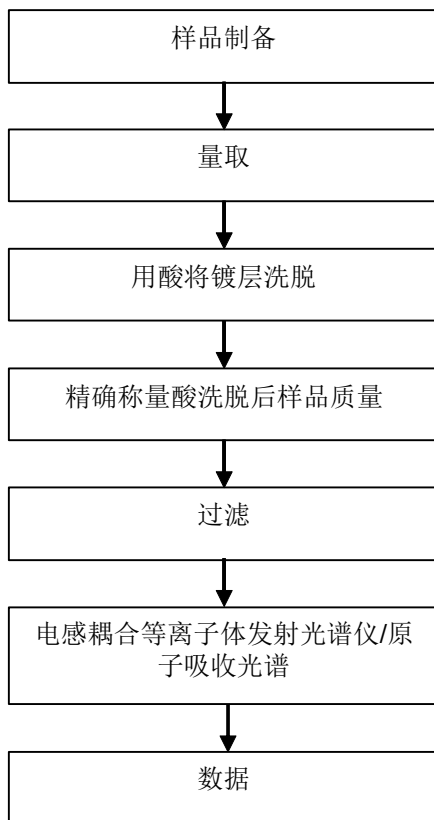 样品制备
量取
用酸将镀层洗脱
精确称量酸洗脱后样品质量
过滤
电感耦合等离子体发射光谱仪/原
子吸收光谱
数据